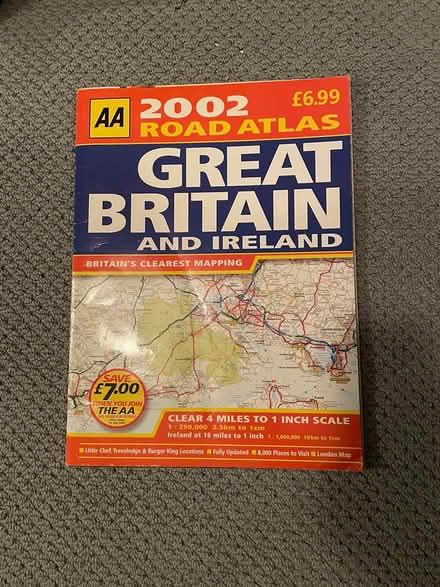 AA
2002
£6.99
ROAD ATLAS
GREAT
BRITAIN
AND IRELAND
BRITAIN'S CLEAREST MAPPING
SAVE
£7.00
WHEN YOU JOIN
THE AA
CLEAR 4 MILES TO 1 INCH SCALE
1 : 250,000 2.5km to 1cm
Ireland at 16 miles to 1 inch 1 : 1,000,000 10km to 1cm
Little Chef, Travelodge & Burger King Locations ■ Fully Updated ■ 8,000 Places to Visit ■ London Map